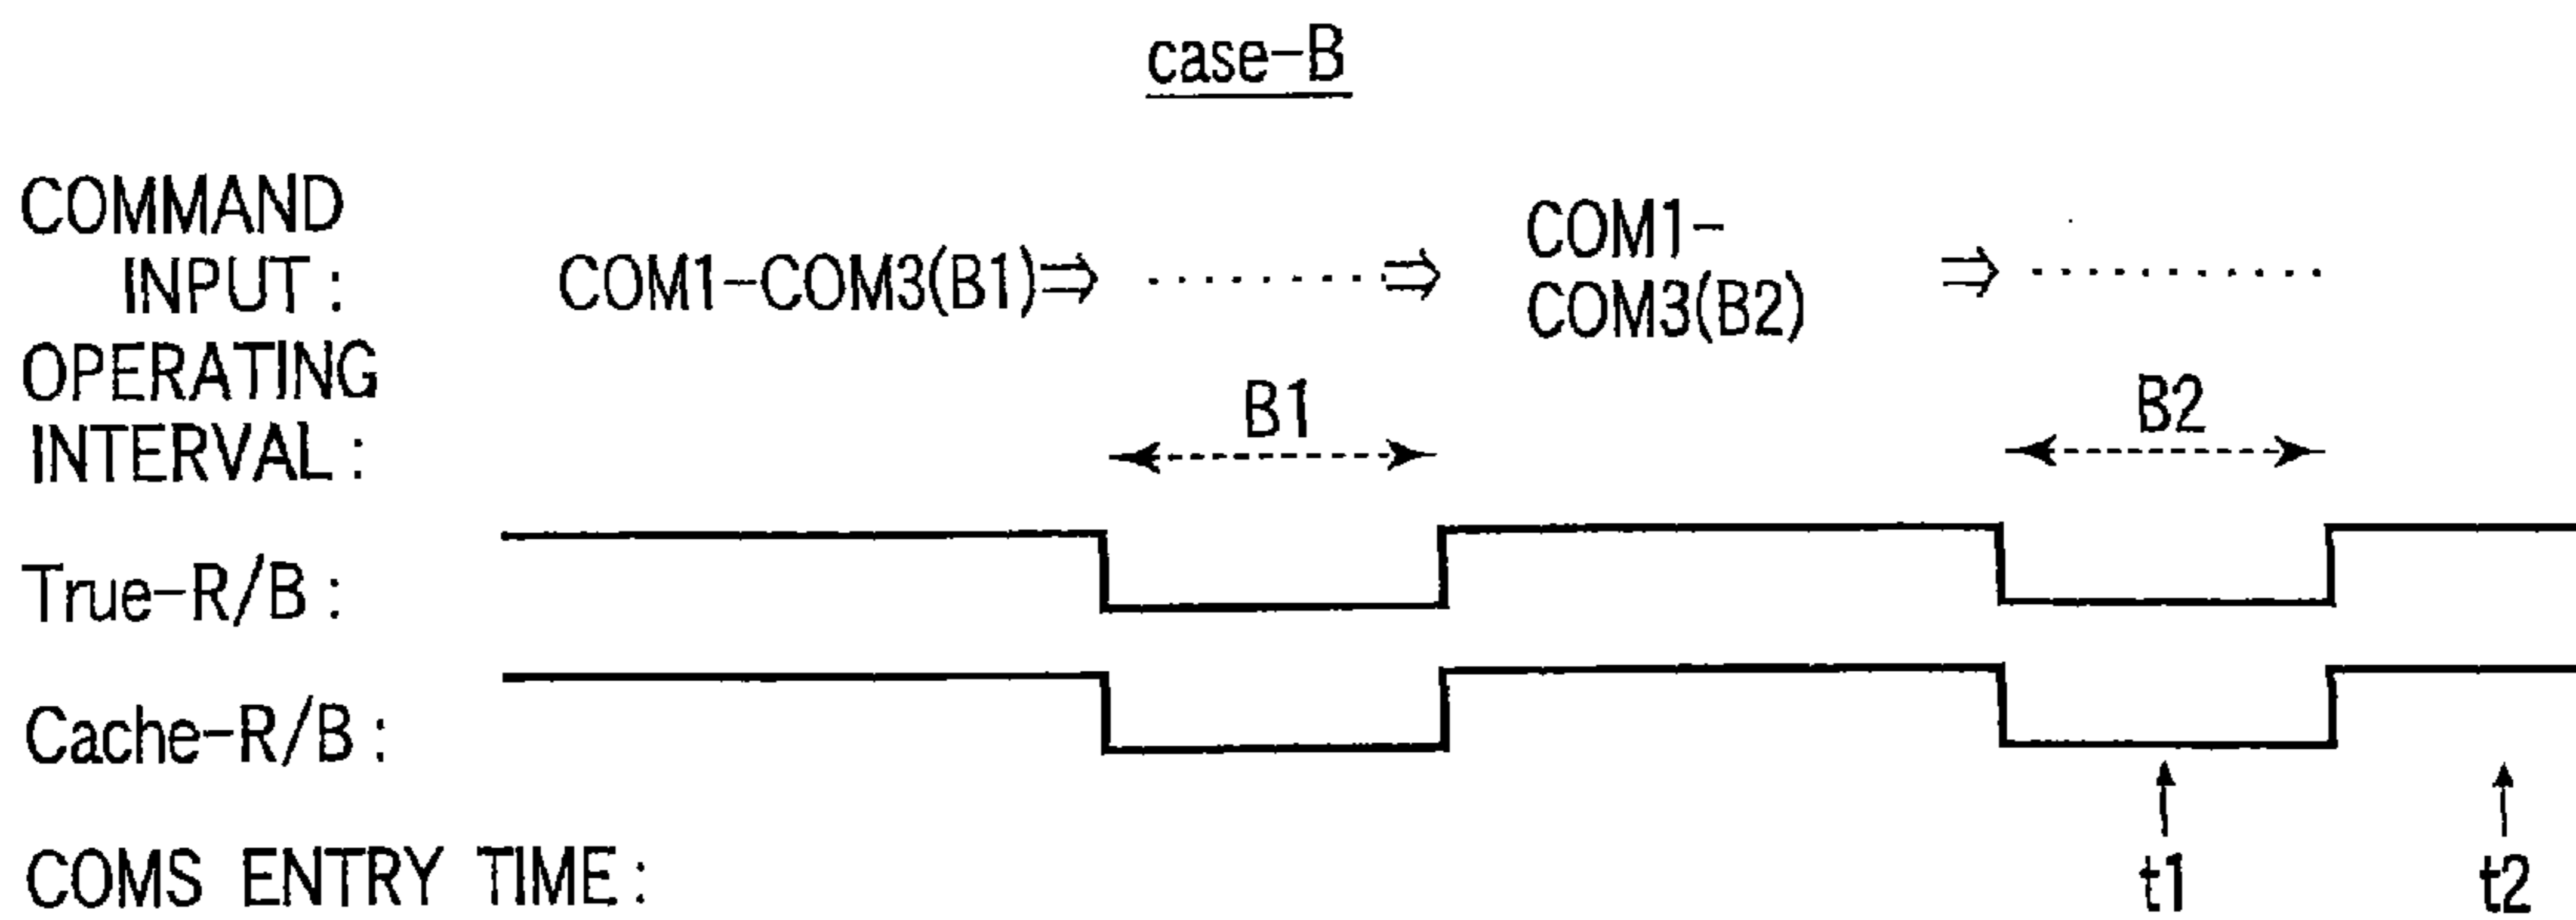 case-B
COMMAND
INPUT :
COM1-COM3(B1)⇒ ·········⇒ COM1-
COM3(B2) ⇒ ··········
OPERATING
INTERVAL :
B1 B2
True-R/B :
Cache-R/B :
COMS ENTRY TIME : t1 t2